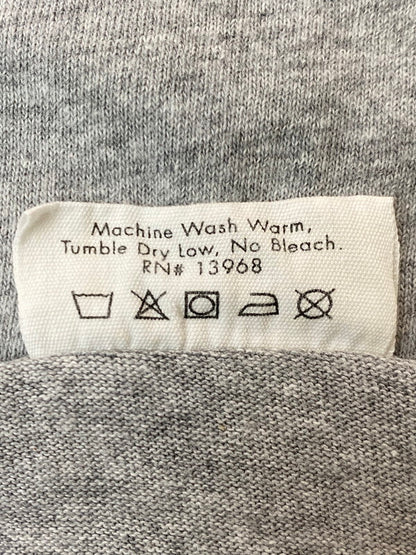 Machine Wash Warm,
Tumble Dry Low, No Bleach.
RN# 13968